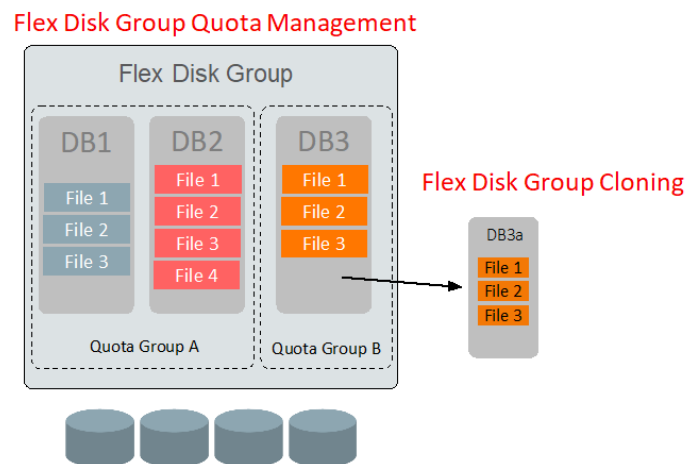 Flex Disk Group Quota Management
Flex Disk Group
DB1
File 1
File 2
File 3
DB2
File 1
File 2
File 3
File 4
Quota Group A
DB3
File 1
File 2
File 3
Quota Group B
Flex Disk Group Cloning
DB3a
File 1
File 2
File 3